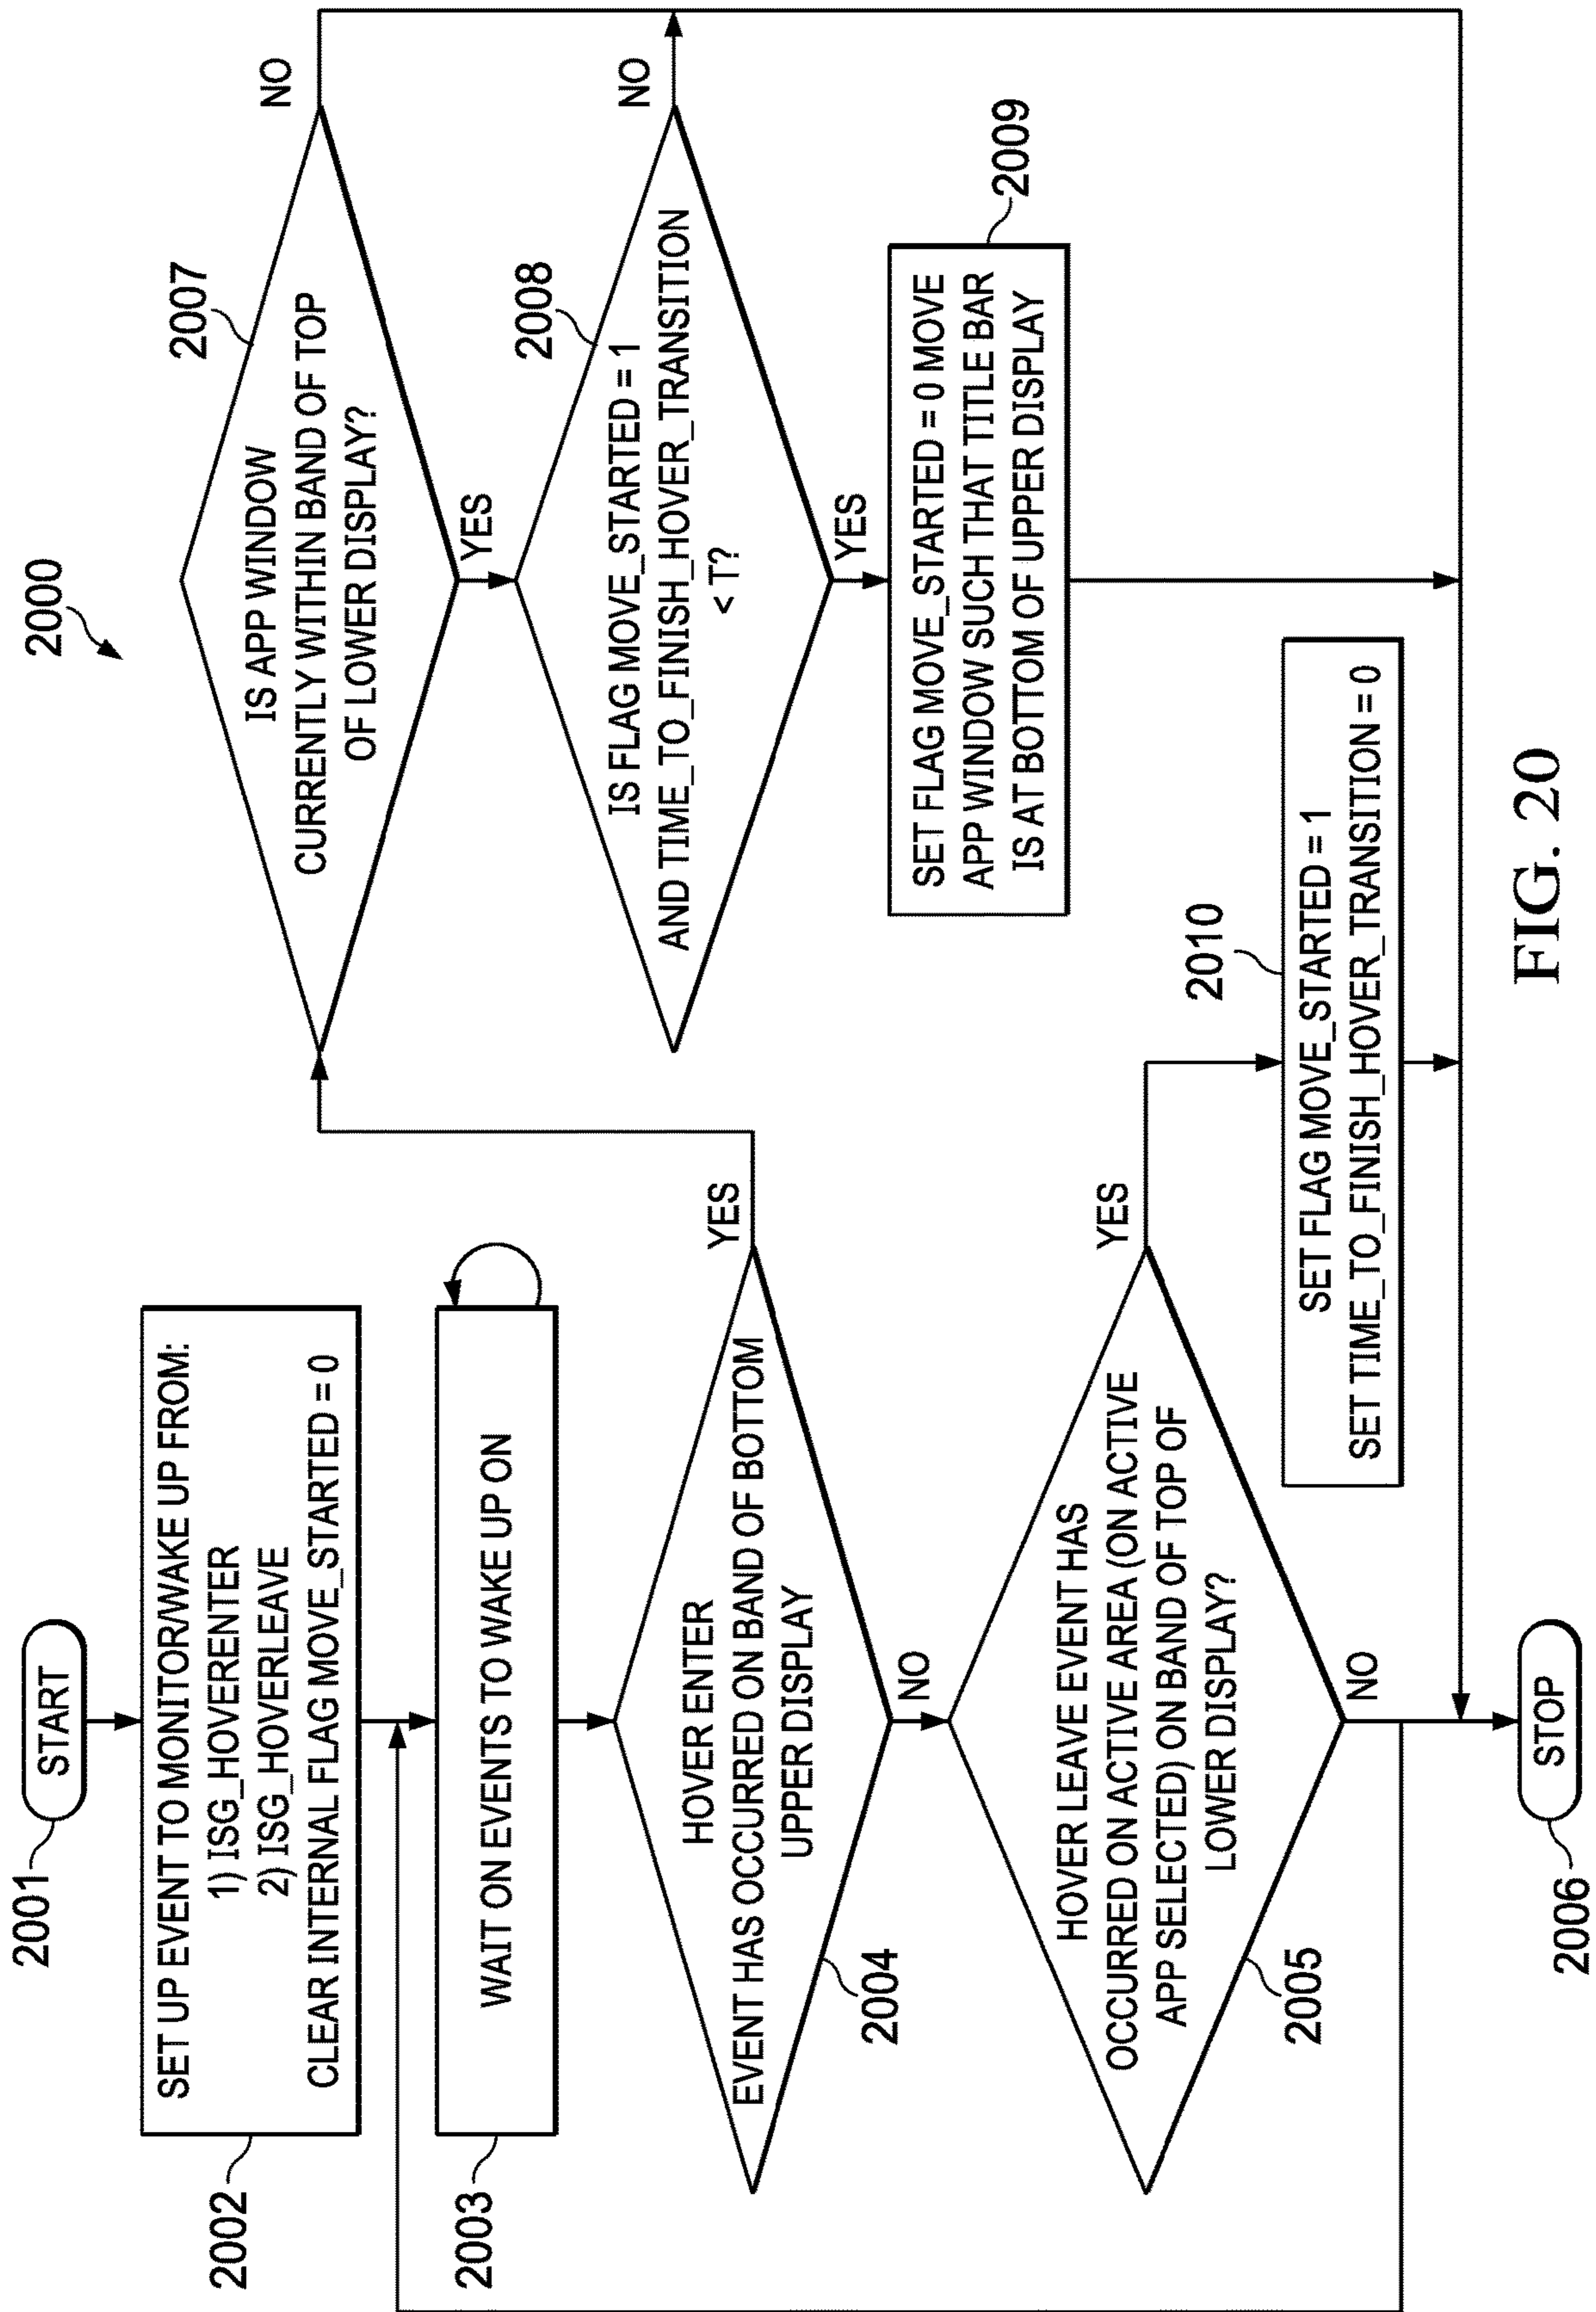 2000
2001
START
2002
SET UP EVENT TO MONITOR/WAKE UP FROM:
1) ISG_HOVERENTER
2) ISG_HOVERLEAVE
CLEAR INTERNAL FLAG MOVE_STARTED = 0
2003
WAIT ON EVENTS TO WAKE UP ON
HOVER ENTER
EVENT HAS OCCURRED ON BAND OF BOTTOM
UPPER DISPLAY
2004
YES
NO
HOVER LEAVE EVENT HAS
OCCURRED ON ACTIVE AREA (ON ACTIVE
APP SELECTED) ON BAND OF TOP OF
LOWER DISPLAY?
2005
YES
NO
2006
STOP
2007
IS APP WINDOW
CURRENTLY WITHIN BAND OF TOP
OF LOWER DISPLAY?
NO
YES
2008
IS FLAG MOVE_STARTED = 1
AND TIME_TO_FINISH_HOVER_TRANSITION
< T?
NO
YES
2009
SET FLAG MOVE_STARTED = 0 MOVE
APP WINDOW SUCH THAT TITLE BAR
IS AT BOTTOM OF UPPER DISPLAY
2010
SET FLAG MOVE_STARTED = 1
SET TIME_TO_FINISH_HOVER_TRANSITION = 0
FIG. 20